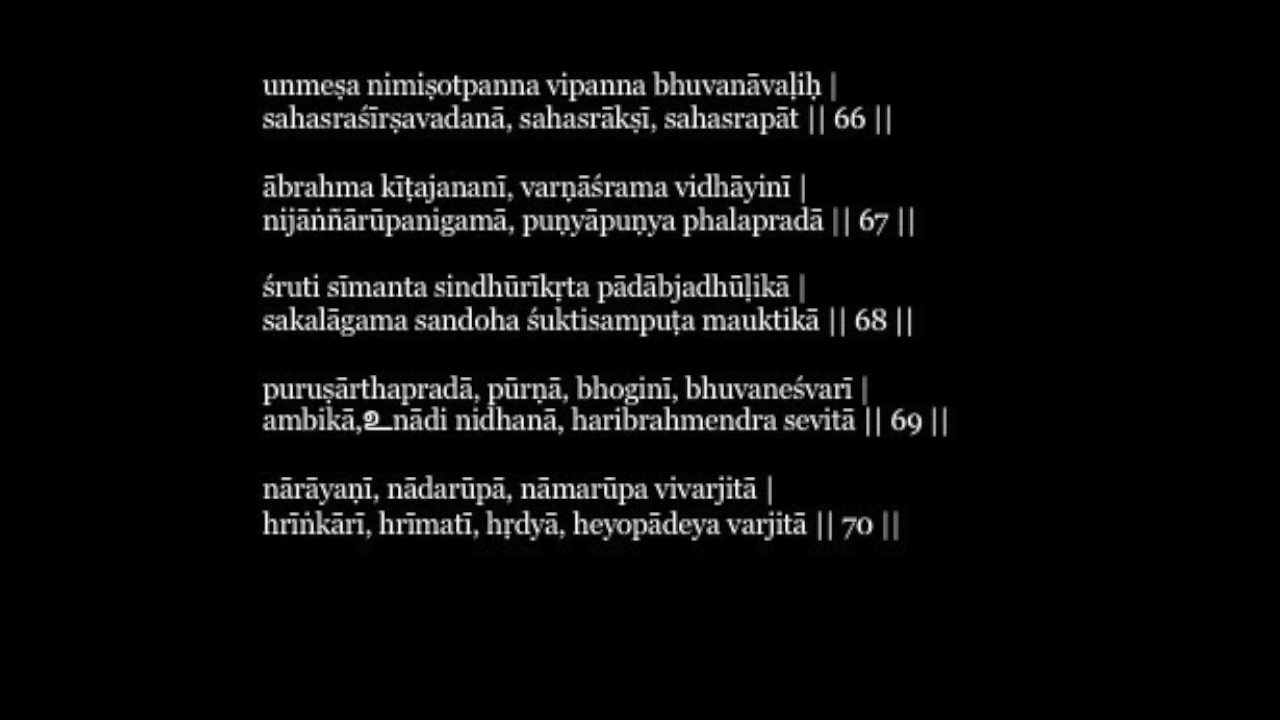 unmeṣa nimiṣotpanna vipanna bhuvanāvaḷiḥ |
sahasraśīrṣavadanā, sahasrākṣī, sahasrapāt || 66 ||
ābrahma kīṭajananī, varṇāśrama vidhāyinī |
nijāṅñārūpanigamā, puṇyāpuṇya phalapradā || 67 ||
śruti sīmanta sindhūrīkṛta pādābjadhūḷikā |
sakalāgama sandoha śuktisampuṭa mauktikā || 68 ||
puruṣārthapradā, pūrṇā, bhoginī, bhuvaneśvarī |
ambikā,உnādi nidhanā, haribrahmendra sevitā || 69 ||
nārāyaṇī, nādarūpā, nāmarūpa vivarjitā |
hrīṅkārī, hrīmatī, hṛdyā, heyopādeya varjitā || 70 ||